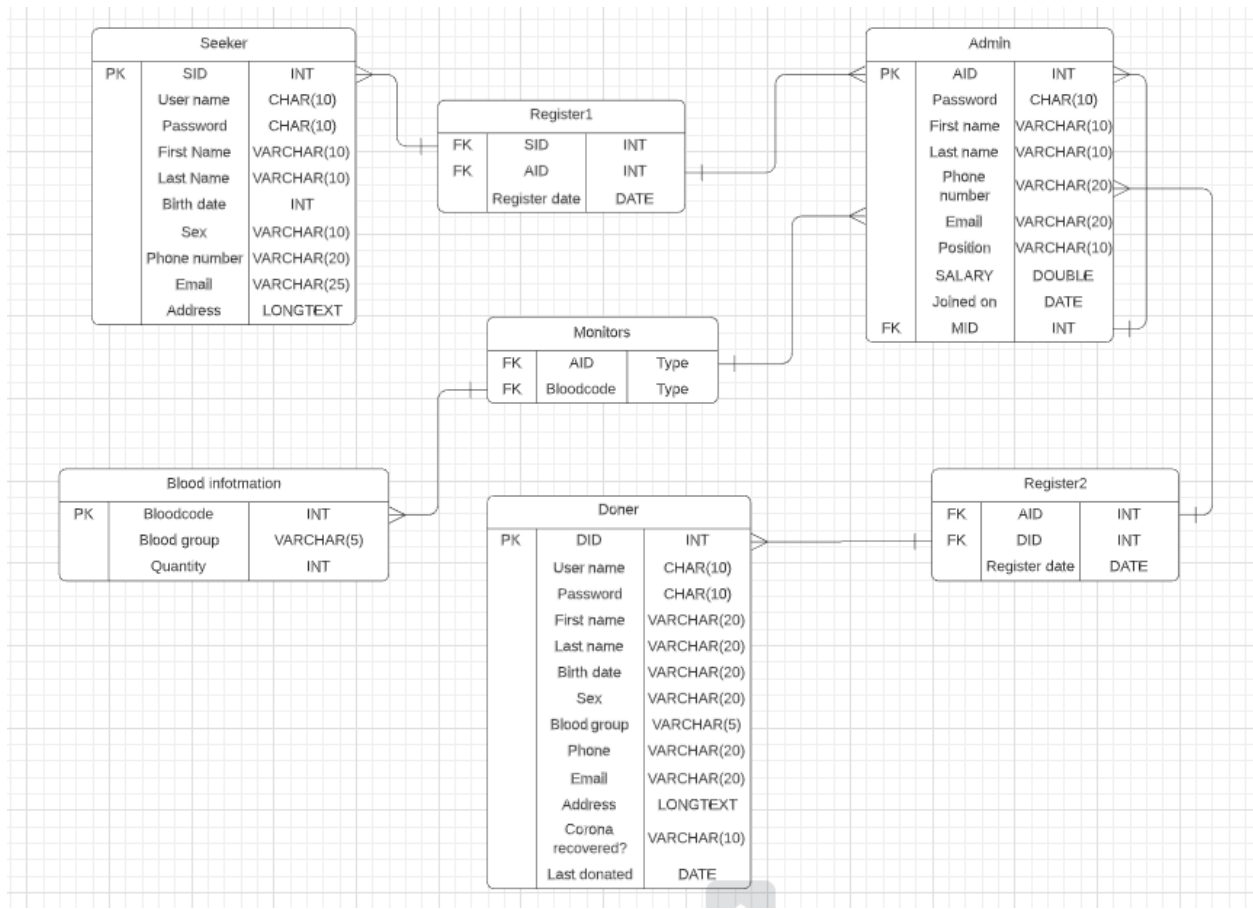 Seeker
PK SID INT
User name CHAR(10)
Password CHAR(10)
First Name VARCHAR(10)
Last Name VARCHAR(10)
Birth date INT
Sex VARCHAR(10)
Phone number VARCHAR(20)
Email VARCHAR(25)
Address LONGTEXT
Register1
FK SID INT
FK AID INT
Register date DATE
Admin
PK AID INT
Password CHAR(10)
First name VARCHAR(10)
Last name VARCHAR(10)
Phone
number VARCHAR(20)
Email VARCHAR(20)
Position VARCHAR(10)
SALARY DOUBLE
Joined on DATE
FK MID INT
Monitors
FK AID Type
FK Bloodcode Type
Blood infotmation
PK Bloodcode INT
Blood group VARCHAR(5)
Quantity INT
Doner
PK DID INT
User name CHAR(10)
Password CHAR(10)
First name VARCHAR(20)
Last name VARCHAR(20)
Birth date VARCHAR(20)
Sex VARCHAR(20)
Blood group VARCHAR(5)
Phone VARCHAR(20)
Email VARCHAR(20)
Address LONGTEXT
Corona
recovered? VARCHAR(10)
Last donated DATE
Register2
FK AID INT
FK DID INT
Register date DATE